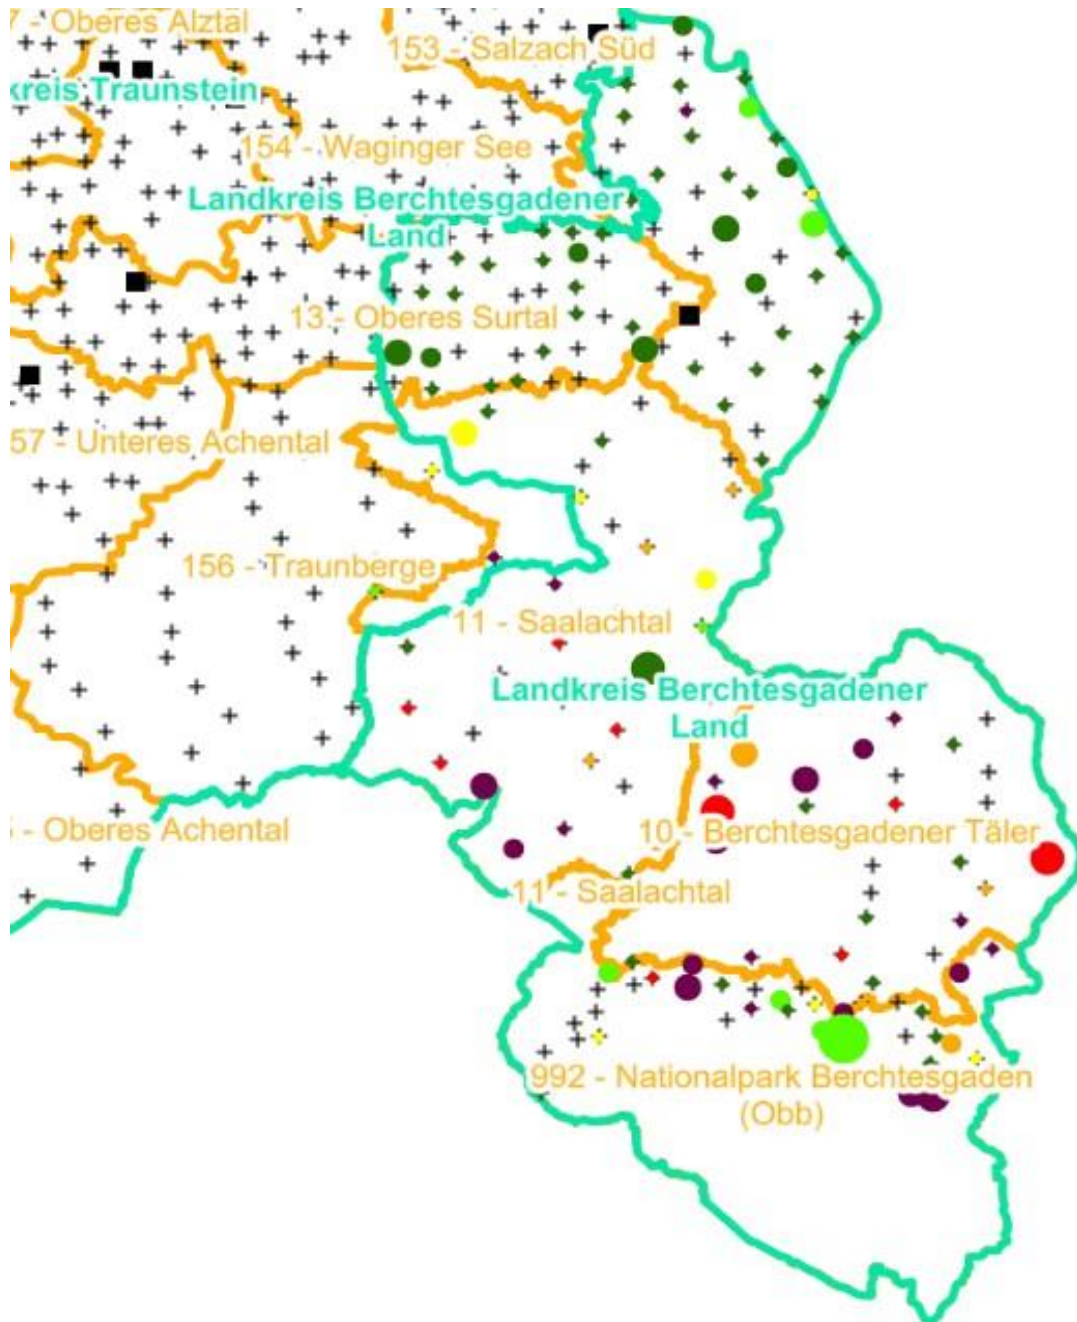 7 - Oberes Alztal
153 - Salzach Süd
kreis Traunstein
154 - Waginger See
Landkreis Berchtesgadener
Land
13 - Oberes Surtal
57 - Unteres Achental
156 - Traunberge
11 - Saalachtal
Landkreis Berchtesgadener
Land
- Oberes Achental
10 - Berchtesgadener Täler
11 - Saalachtal
992 - Nationalpark Berchtesgaden
(Obb)